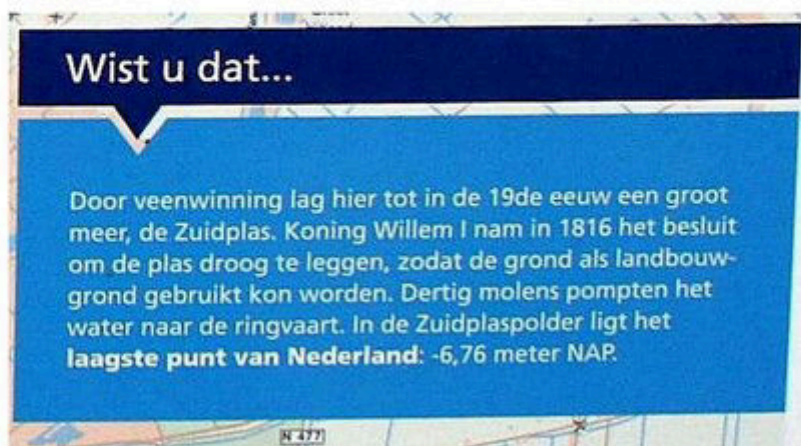 Wist u dat...
Door veenwinning lag hier tot in de 19de eeuw een groot
meer, de Zuidplas. Koning Willem I nam in 1816 het besluit
om de plas droog te leggen, zodat de grond als landbouw-
grond gebruikt kon worden. Dertig molens pompten het
water naar de ringvaart. In de Zuidplaspolder ligt het
laagste punt van Nederland: -6,76 meter NAP.
N 477